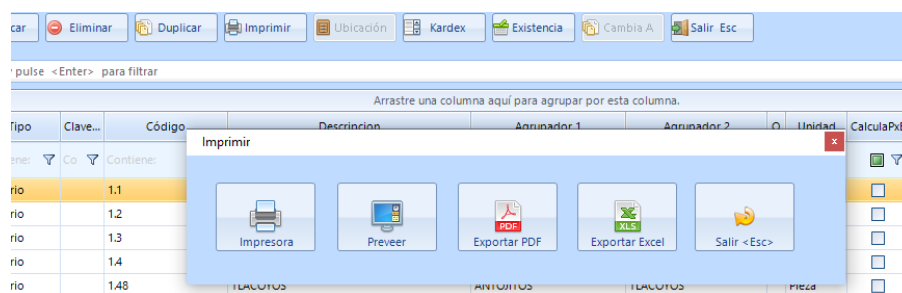 car Eliminar Duplicar Imprimir Ubicación Kardex Existencia Cambia A Salir Esc
pulse <Enter> para filtrar
Arrastre una columna aquí para agrupar por esta columna.
Tipo Clave... Código Descripcion Agrupador 1 Agrupador 2 O Unidad CalculaPxE
Imprimir
ene: Co Contiene:
rio 1.1
rio 1.2
rio 1.3
rio 1.4
Impresora Preveer Exportar PDF Exportar Excel Salir <Esc>
rio 1.48 TLACOYOS ANTOJITOS TLACOYOS Pieza